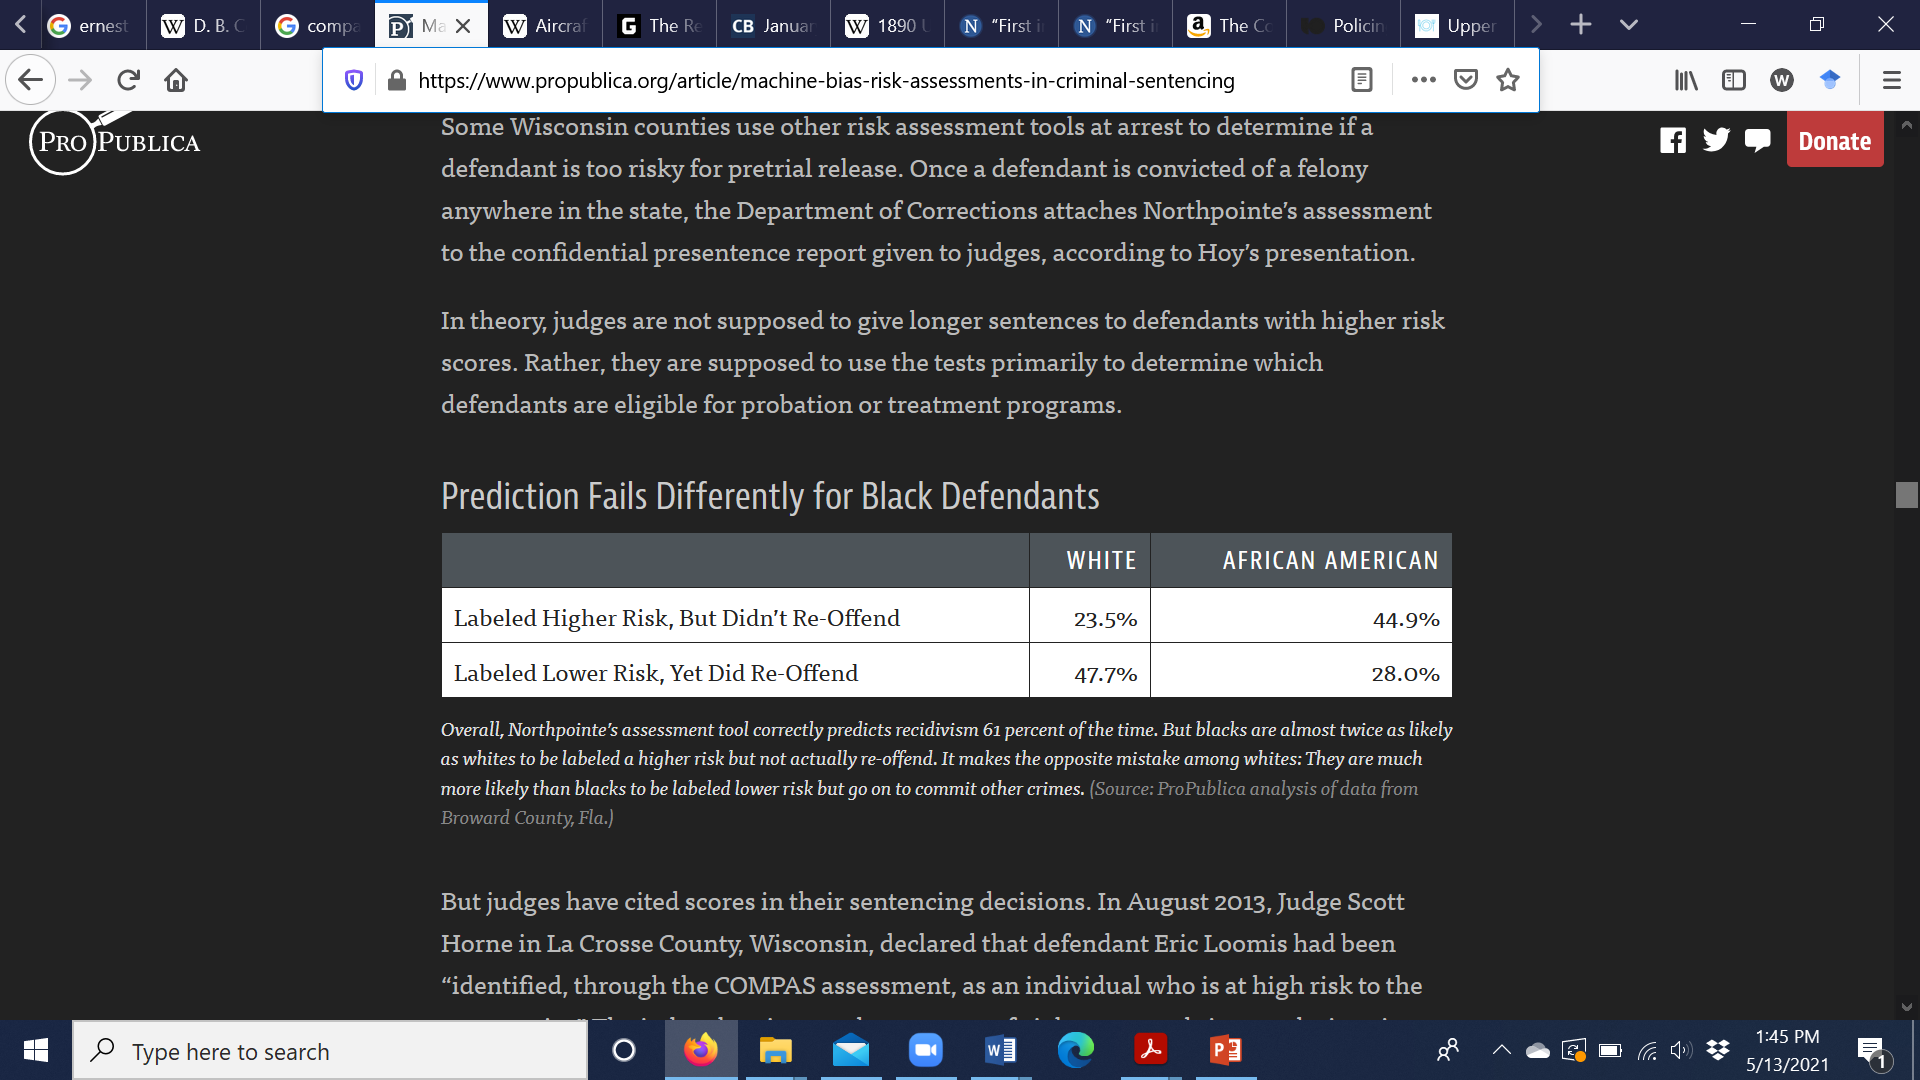 ernest
D. B. C
compa
Ma
Aircraf
The Re
CB Januar
1890 U
N “First i
N “First i
a The Co
Policin
Upper
https://www.propublica.org/article/machine-bias-risk-assessments-in-criminal-sentencing
PROPUBLICA
Donate
Some Wisconsin counties use other risk assessment tools at arrest to determine if a
defendant is too risky for pretrial release. Once a defendant is convicted of a felony
anywhere in the state, the Department of Corrections attaches Northpointe’s assessment
to the confidential presentence report given to judges, according to Hoy’s presentation.
In theory, judges are not supposed to give longer sentences to defendants with higher risk
scores. Rather, they are supposed to use the tests primarily to determine which
defendants are eligible for probation or treatment programs.
Prediction Fails Differently for Black Defendants
WHITE AFRICAN AMERICAN
Labeled Higher Risk, But Didn’t Re-Offend 23.5% 44.9%
Labeled Lower Risk, Yet Did Re-Offend 47.7% 28.0%
Overall, Northpointe’s assessment tool correctly predicts recidivism 61 percent of the time. But blacks are almost twice as likely
as whites to be labeled a higher risk but not actually re-offend. It makes the opposite mistake among whites: They are much
more likely than blacks to be labeled lower risk but go on to commit other crimes. (Source: ProPublica analysis of data from
Broward County, Fla.)
But judges have cited scores in their sentencing decisions. In August 2013, Judge Scott
Horne in La Crosse County, Wisconsin, declared that defendant Eric Loomis had been
“identified, through the COMPAS assessment, as an individual who is at high risk to the
Type here to search
1:45 PM
5/13/2021
1